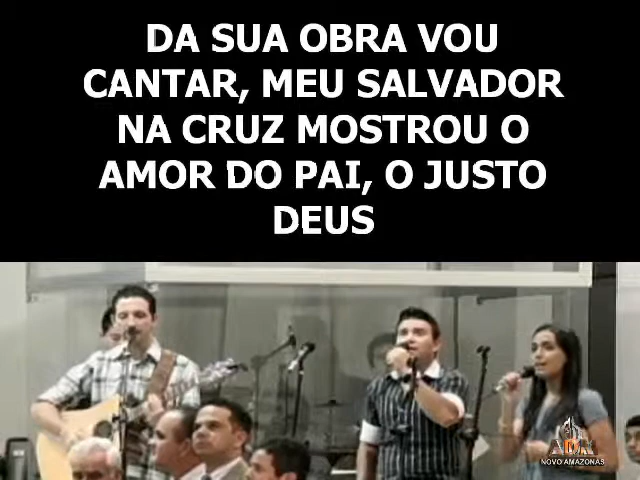 DA SUA OBRA VOU
CANTAR, MEU SALVADOR
NA CRUZ MOSTROU O
AMOR DO PAI, O JUSTO
DEUS
NOVO AMAZONAS